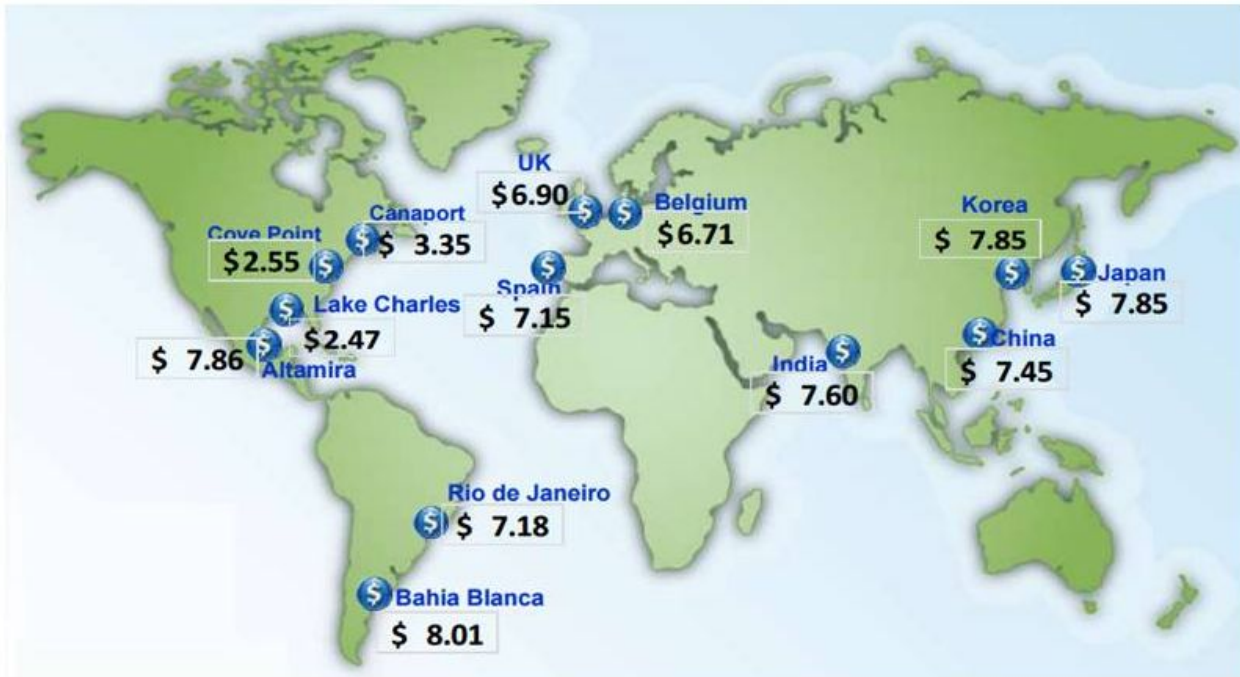 UK
$6.90
Belgium
$6.71
Korea
$ 7.85
Canaport
$ 3.35
Cove Point
$2.55
Japan
$ 7.85
Spain
$ 7.15
Lake Charles
$2.47
$ 7.86
Altamira
India
$ 7.60
China
$ 7.45
Rio de Janeiro
$ 7.18
Bahia Blanca
$ 8.01